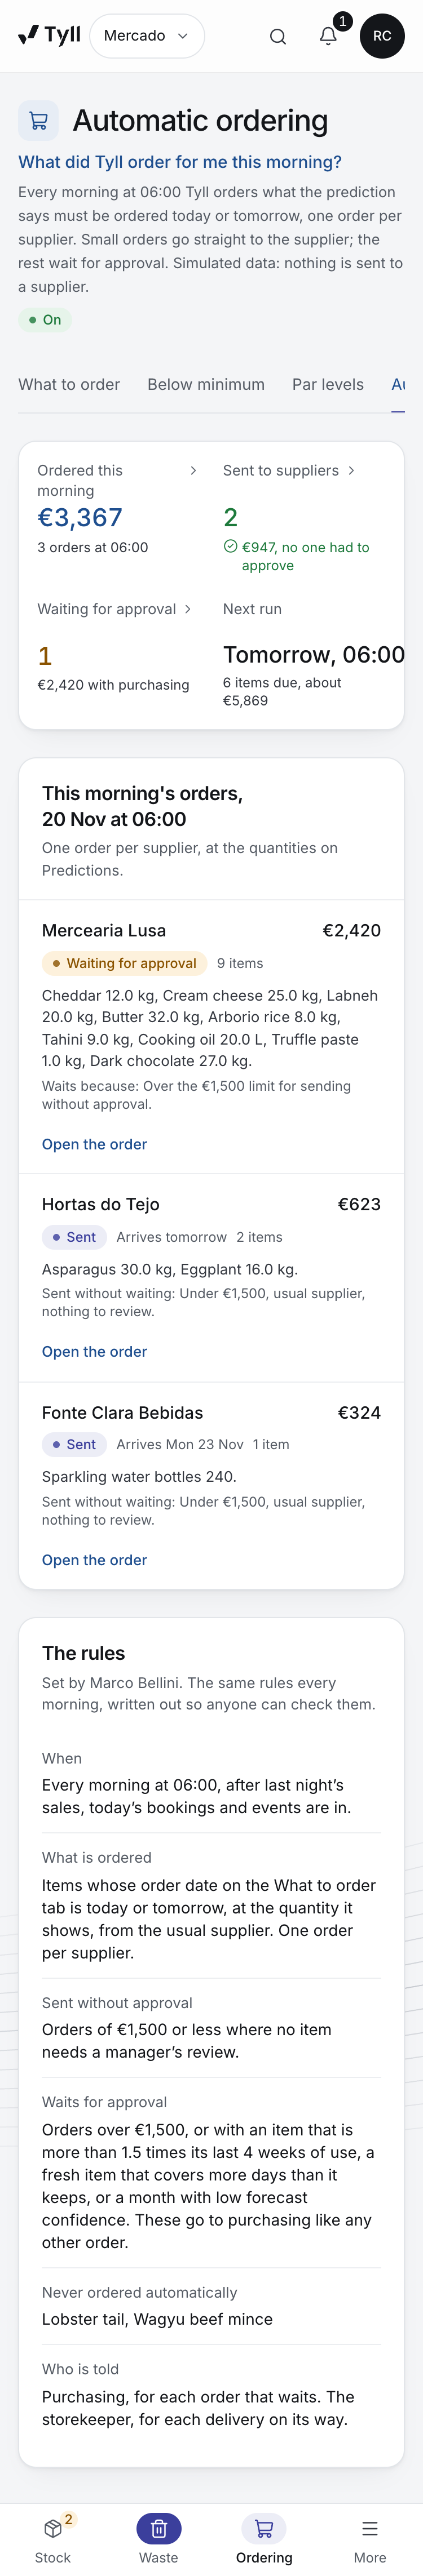 Tyll Mercado 1 RC
Automatic ordering
What did Tyll order for me this morning?
Every morning at 06:00 Tyll orders what the prediction
says must be ordered today or tomorrow, one order per
supplier. Small orders go straight to the supplier; the
rest wait for approval. Simulated data: nothing is sent to
a supplier.
On
What to order Below minimum Par levels Au
Ordered this
morning
€3,367
3 orders at 06:00
Sent to suppliers
2
€947, no one had to
approve
Waiting for approval
1
€2,420 with purchasing
Next run
Tomorrow, 06:00
6 items due, about
€5,869
This morning's orders,
20 Nov at 06:00
One order per supplier, at the quantities on
Predictions.
Mercearia Lusa €2,420
Waiting for approval 9 items
Cheddar 12.0 kg, Cream cheese 25.0 kg, Labneh
20.0 kg, Butter 32.0 kg, Arborio rice 8.0 kg,
Tahini 9.0 kg, Cooking oil 20.0 L, Truffle paste
1.0 kg, Dark chocolate 27.0 kg.
Waits because: Over the €1,500 limit for sending
without approval.
Open the order
Hortas do Tejo €623
Sent Arrives tomorrow 2 items
Asparagus 30.0 kg, Eggplant 16.0 kg.
Sent without waiting: Under €1,500, usual supplier,
nothing to review.
Open the order
Fonte Clara Bebidas €324
Sent Arrives Mon 23 Nov 1 item
Sparkling water bottles 240.
Sent without waiting: Under €1,500, usual supplier,
nothing to review.
Open the order
The rules
Set by Marco Bellini. The same rules every
morning, written out so anyone can check them.
When
Every morning at 06:00, after last night’s
sales, today’s bookings and events are in.
What is ordered
Items whose order date on the What to order
tab is today or tomorrow, at the quantity it
shows, from the usual supplier. One order
per supplier.
Sent without approval
Orders of €1,500 or less where no item
needs a manager’s review.
Waits for approval
Orders over €1,500, or with an item that is
more than 1.5 times its last 4 weeks of use, a
fresh item that covers more days than it
keeps, or a month with low forecast
confidence. These go to purchasing like any
other order.
Never ordered automatically
Lobster tail, Wagyu beef mince
Who is told
Purchasing, for each order that waits. The
storekeeper, for each delivery on its way.
2
Stock Waste Ordering More